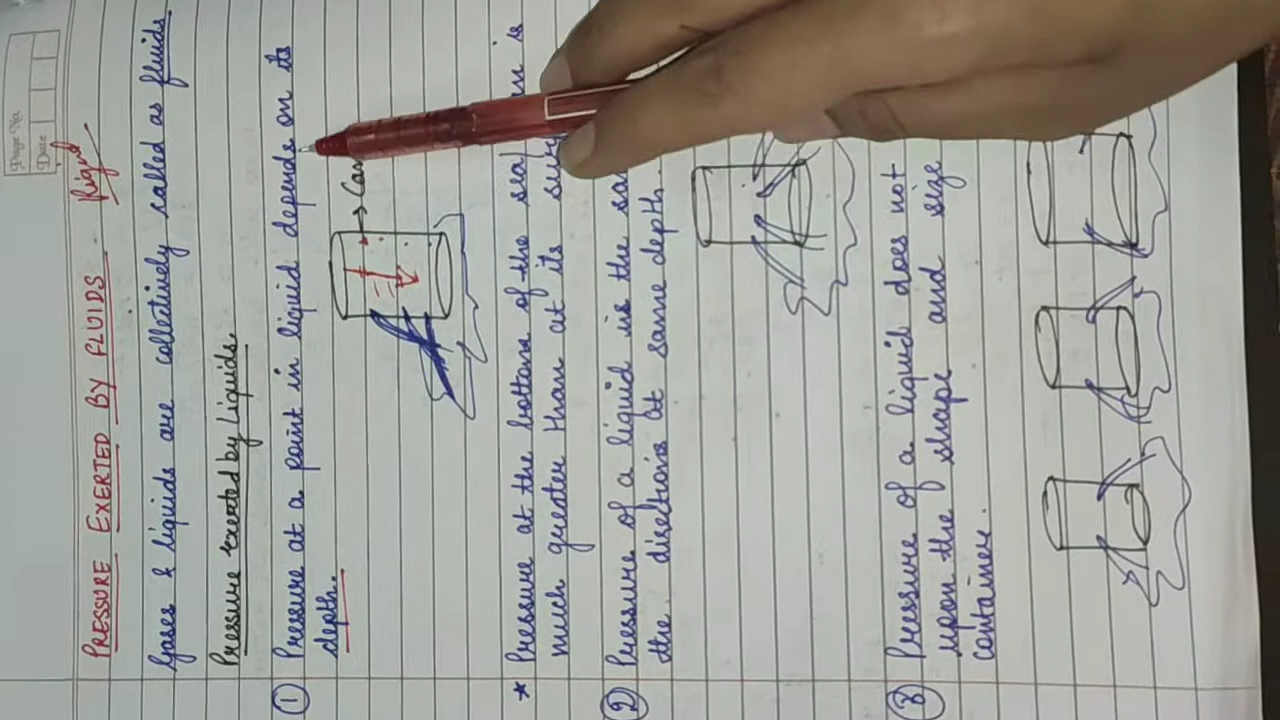 Page No.
Date
PRESSURE EXERTED BY FLUIDS
liquid
Gases & liquids are collectively called as fluids
Pressure exerted by liquids.
① Pressure at a point in liquid depends on its
depth.
→ Can
* Pressure at the bottom of the sea is
much greater than at its
② Pressure of a liquid is the
the directions at same depth.
③ Pressure of a liquid does not
upon the shape and size
container.